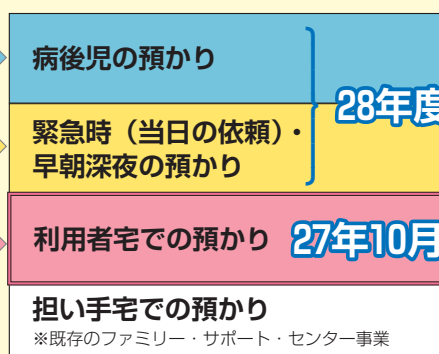 病後児の預かり
28年度
緊急時（当日の依頼）・
早朝深夜の預かり
利用者宅での預かり 27年10月
担い手宅での預かり
※既存のファミリー・サポート・センター事業